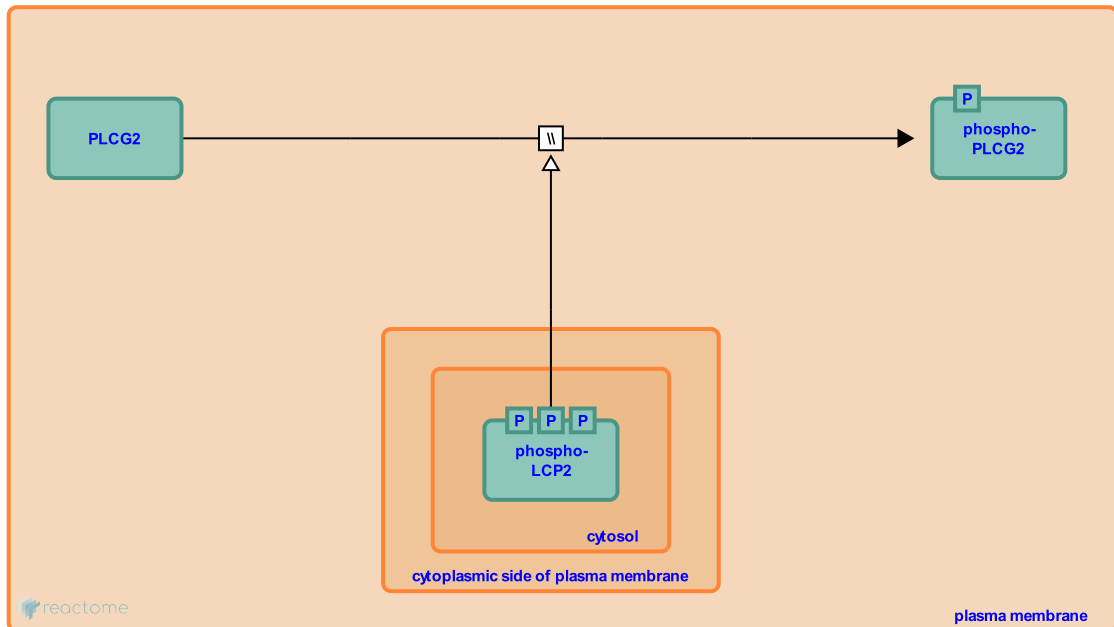 P
PLCG2
\\
phospho-
PLCG2
P P P
phospho-
LCP2
cytosol
cytoplasmic side of plasma membrane
reactome
plasma membrane